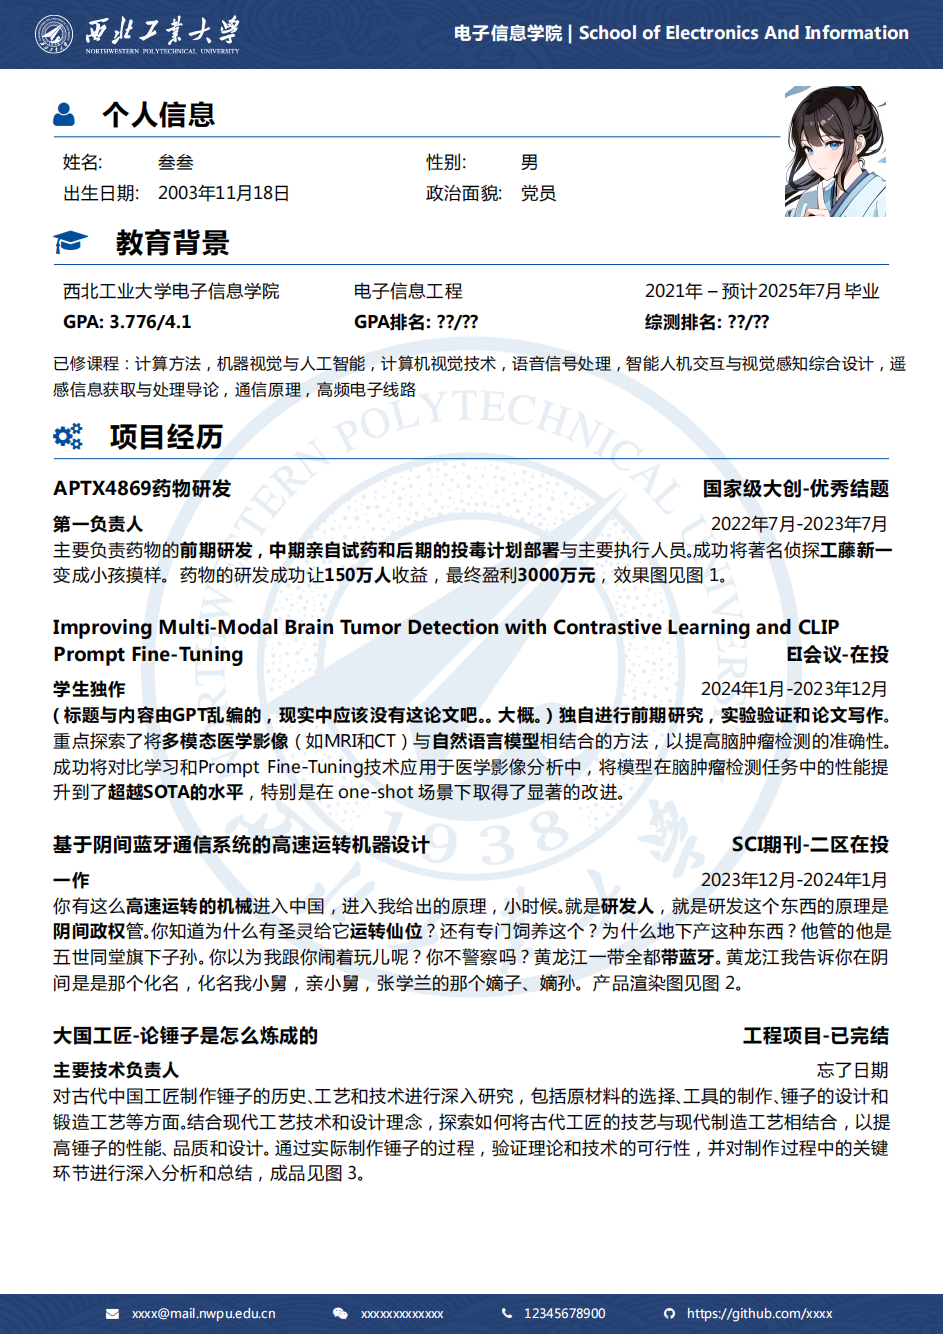 西北工业大学
NORTHWESTERN POLYTECHNICAL UNIVERSITY
电子信息学院 | School of Electronics And Information
个人信息
姓名: 叁叁 性别: 男
出生日期: 2003年11月18日 政治面貌: 党员
教育背景
西北工业大学电子信息学院 电子信息工程 2021年 – 预计2025年7月毕业
GPA: 3.776/4.1 GPA排名: ??/?? 综测排名: ??/??
已修课程：计算方法，机器视觉与人工智能，计算机视觉技术，语音信号处理，智能人机交互与视觉感知综合设计，遥
感信息获取与处理导论，通信原理，高频电子线路
项目经历
APTX4869药物研发 国家级大创-优秀结题
第一负责人 2022年7月-2023年7月
主要负责药物的前期研发，中期亲自试药和后期的投毒计划部署与主要执行人员。成功将著名侦探工藤新一
变成小孩摸样。药物的研发成功让150万人收益，最终盈利3000万元，效果图见图 1。
Improving Multi-Modal Brain Tumor Detection with Contrastive Learning and CLIP
Prompt Fine-Tuning EI会议-在投
学生独作 2024年1月-2023年12月
（标题与内容由GPT乱编的，现实中应该没有这论文吧。。大概。）独自进行前期研究，实验验证和论文写作。
重点探索了将多模态医学影像（如MRI和CT）与自然语言模型相结合的方法，以提高脑肿瘤检测的准确性。
成功将对比学习和Prompt Fine-Tuning技术应用于医学影像分析中，将模型在脑肿瘤检测任务中的性能提
升到了超越SOTA的水平，特别是在 one-shot 场景下取得了显著的改进。
基于阴间蓝牙通信系统的高速运转机器设计 SCI期刊-二区在投
一作 2023年12月-2024年1月
你有这么高速运转的机械进入中国，进入我给出的原理，小时候。就是研发人，就是研发这个东西的原理是
阴间政权管。你知道为什么有圣灵给它运转仙位？还有专门饲养这个？为什么地下产这种东西？他管的他是
五世同堂旗下子孙。你以为我跟你闹着玩儿呢？你不警察吗？黄龙江一带全都带蓝牙。黄龙江我告诉你在阴
间是是那个化名，化名我小舅，亲小舅，张学兰的那个嫡子、嫡孙。产品渲染图见图 2。
大国工匠-论锤子是怎么炼成的 工程项目-已完结
主要技术负责人 忘了日期
对古代中国工匠制作锤子的历史、工艺和技术进行深入研究，包括原材料的选择、工具的制作、锤子的设计和
锻造工艺等方面。结合现代工艺技术和设计理念，探索如何将古代工匠的技艺与现代制造工艺相结合，以提
高锤子的性能、品质和设计。通过实际制作锤子的过程，验证理论和技术的可行性，并对制作过程中的关键
环节进行深入分析和总结，成品见图 3。
NORTHWESTERN POLYTECHNICAL UNIVERSITY
1938
西北工业大学
xxxx@mail.nwpu.edu.cn xxxxxxxxxxxxx 12345678900 https://github.com/xxxx